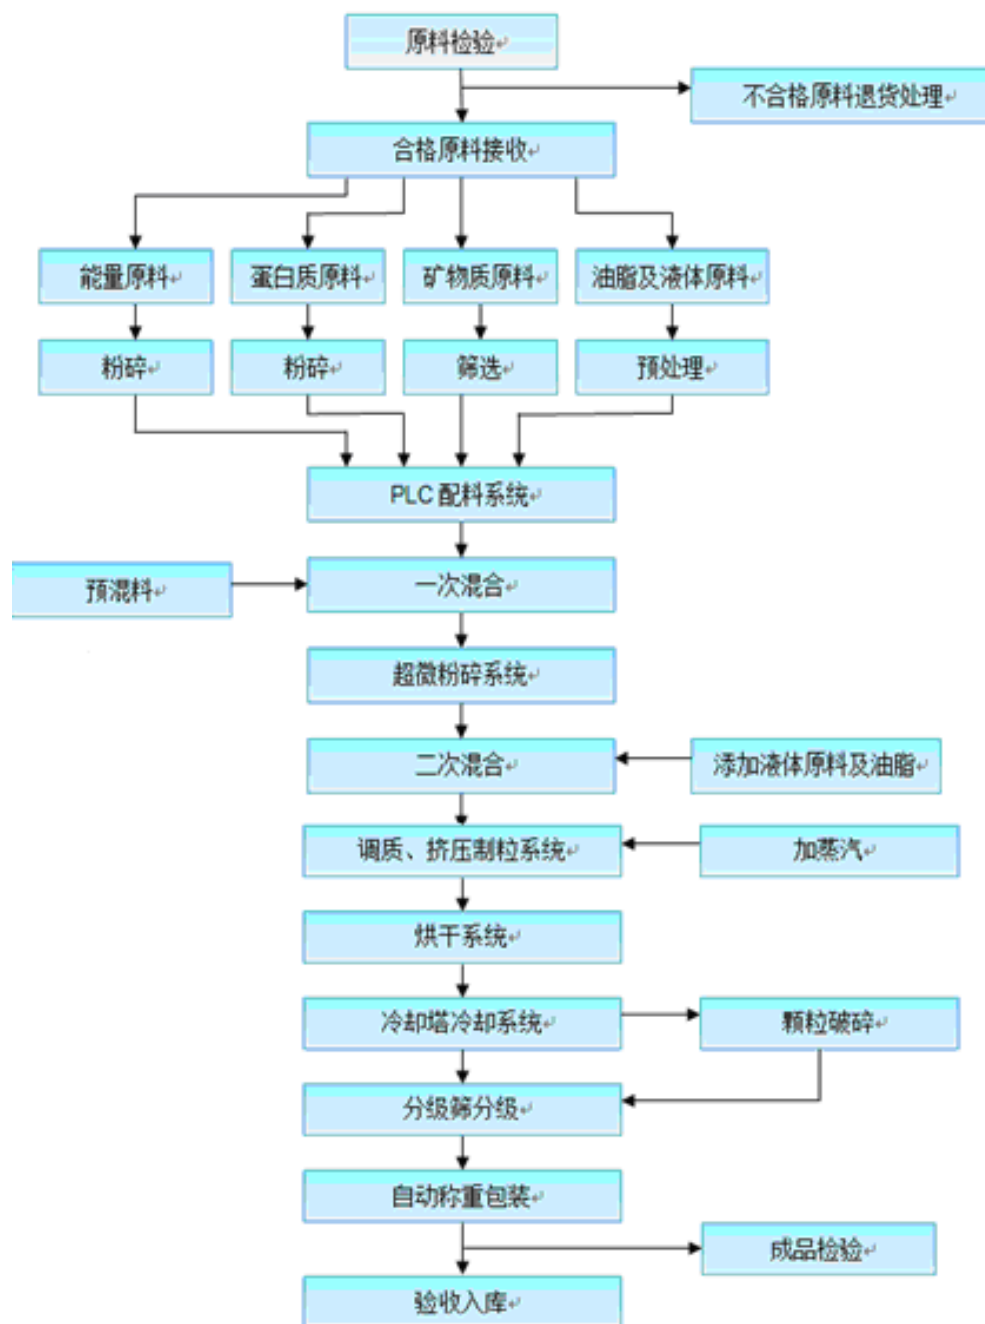 原料检验
不合格原料退货处理
合格原料接收
能量原料
蛋白质原料
矿物质原料
油脂及液体原料
粉碎
粉碎
筛选
预处理
PLC 配料系统
预混料
一次混合
超微粉碎系统
二次混合
添加液体原料及油脂
调质、挤压制粒系统
加蒸汽
烘干系统
冷却塔冷却系统
颗粒破碎
分级筛分级
自动称重包装
成品检验
验收入库